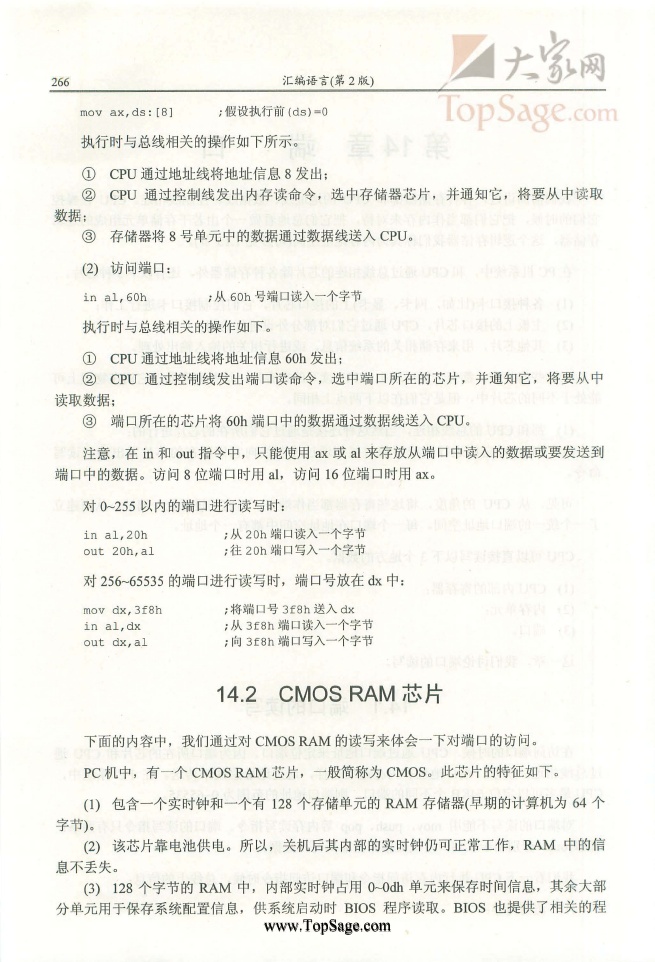 266
汇编语言(第 2 版)
大家网
TopSage.com
mov ax,ds:[8] ;假设执行前(ds)=0
执行时与总线相关的操作如下所示。
① CPU 通过地址线将地址信息 8 发出;
② CPU 通过控制线发出内存读命令,选中存储器芯片,并通知它,将要从中读取
数据;
③ 存储器将 8 号单元中的数据通过数据线送入 CPU。
(2) 访问端口:
in al,60h ;从 60h 号端口读入一个字节
执行时与总线相关的操作如下。
① CPU 通过地址线将地址信息 60h 发出;
② CPU 通过控制线发出端口读命令,选中端口所在的芯片,并通知它,将要从中
读取数据;
③ 端口所在的芯片将 60h 端口中的数据通过数据线送入 CPU。
注意,在 in 和 out 指令中,只能使用 ax 或 al 来存放从端口中读入的数据或要发送到
端口中的数据。访问 8 位端口时用 al,访问 16 位端口时用 ax。
对 0~255 以内的端口进行读写时:
in al,20h ;从 20h 端口读入一个字节
out 20h,al ;往 20h 端口写入一个字节
对 256~65535 的端口进行读写时,端口号放在 dx 中:
mov dx,3f8h ;将端口号 3f8h 送入 dx
in al,dx ;从 3f8h 端口读入一个字节
out dx,al ;向 3f8h 端口写入一个字节
14.2 CMOS RAM 芯片
下面的内容中,我们通过对 CMOS RAM 的读写来体会一下对端口的访问。
PC 机中,有一个 CMOS RAM 芯片,一般简称为 CMOS。此芯片的特征如下。
(1) 包含一个实时钟和一个有 128 个存储单元的 RAM 存储器(早期的计算机为 64 个
字节)。
(2) 该芯片靠电池供电。所以,关机后其内部的实时钟仍可正常工作,RAM 中的信
息不丢失。
(3) 128 个字节的 RAM 中,内部实时钟占用 0~0dh 单元来保存时间信息,其余大部
分单元用于保存系统配置信息,供系统启动时 BIOS 程序读取。BIOS 也提供了相关的程
www.TopSage.com